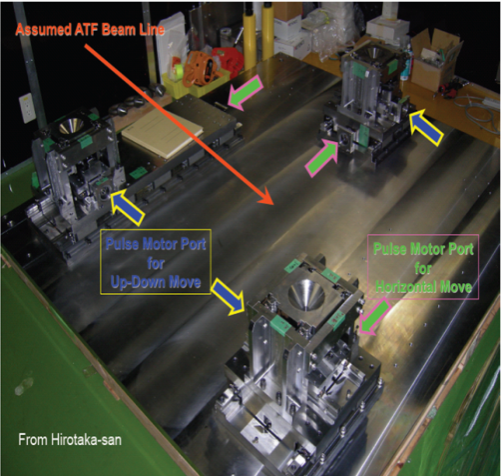 Assumed ATF Beam Line
Pulse Motor Port
for
Up-Down Move
Pulse Motor Port
for
Horizontal Move
From Hirotaka-san